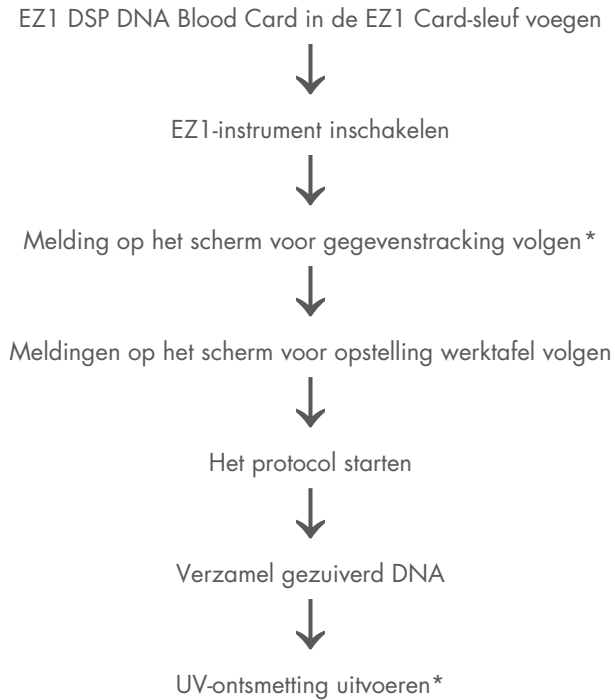 EZ1 DSP DNA Blood Card in de EZ1 Card-sleuf voegen
EZ1-instrument inschakelen
Melding op het scherm voor gegevenstracking volgen*
Meldingen op het scherm voor opstelling werktafel volgen
Het protocol starten
Verzamel gezuiverd DNA
UV-ontsmetting uitvoeren*